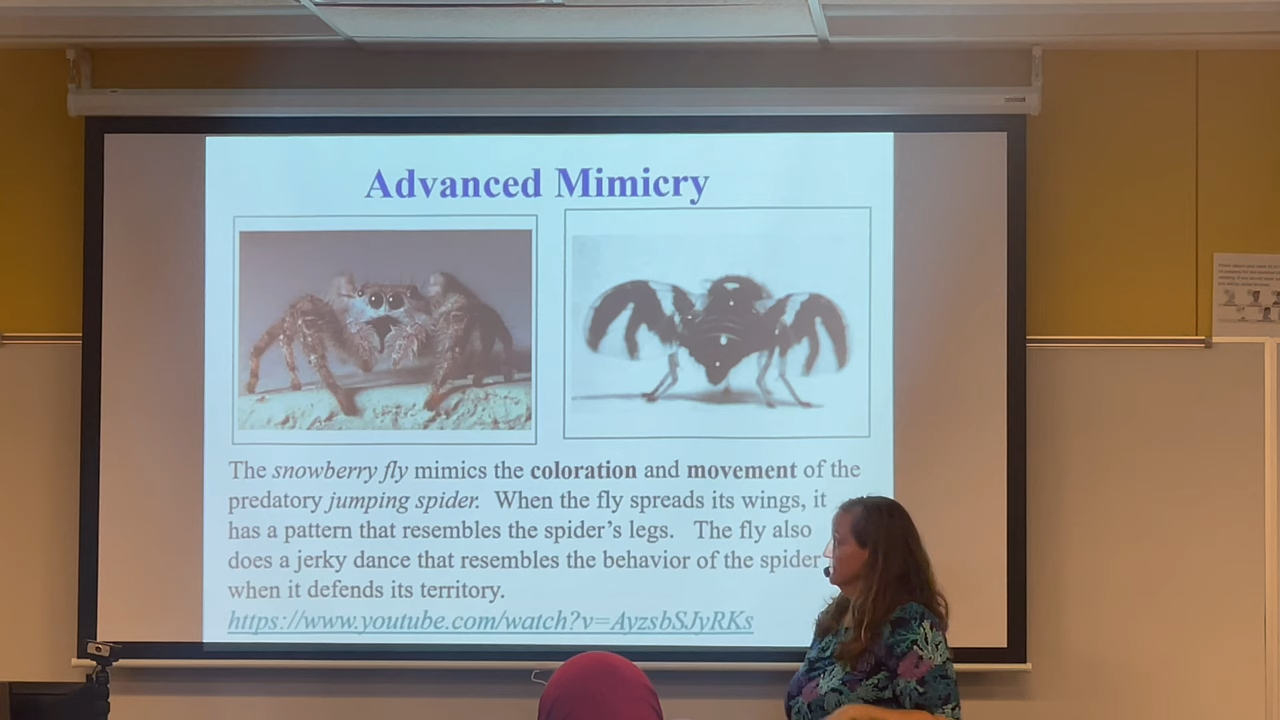 Advanced Mimicry
The snowberry fly mimics the coloration and movement of the
predatory jumping spider. When the fly spreads its wings, it
has a pattern that resembles the spider's legs. The fly also
does a jerky dance that resembles the behavior of the spider
when it defends its territory.
https://www.youtube.com/watch?v=AyzsbSJyRKs